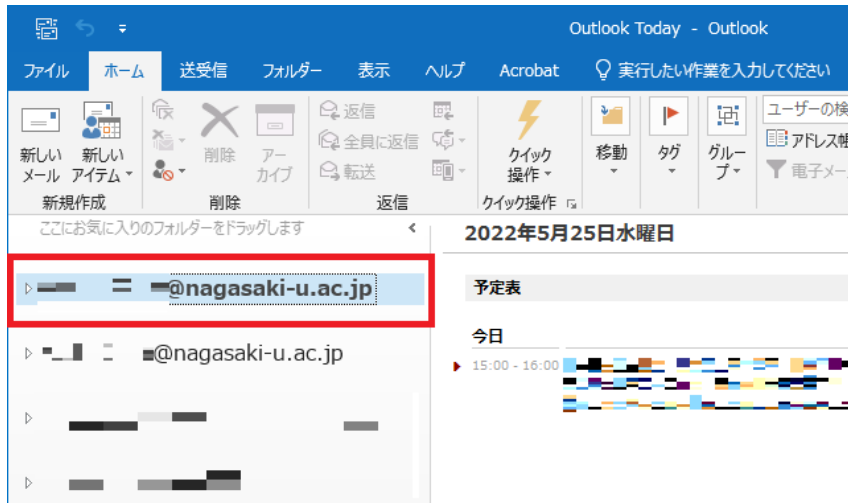 Outlook Today - Outlook
ファイル ホーム 送受信 フォルダー 表示 ヘルプ Acrobat 実行したい作業を入力してください
新しい メール
新しい アイテム
削除
アー カイブ
返信
全員に返信
転送
クイック 操作
移動
タグ
グルー プ
ユーザーの検
アドレス帳
電子メー
新規作成 削除 返信 クイック操作
ここにお気に入りのフォルダーをドラッグします
@nagasaki-u.ac.jp
@nagasaki-u.ac.jp
2022年5月25日水曜日
予定表
今日
15:00 - 16:00